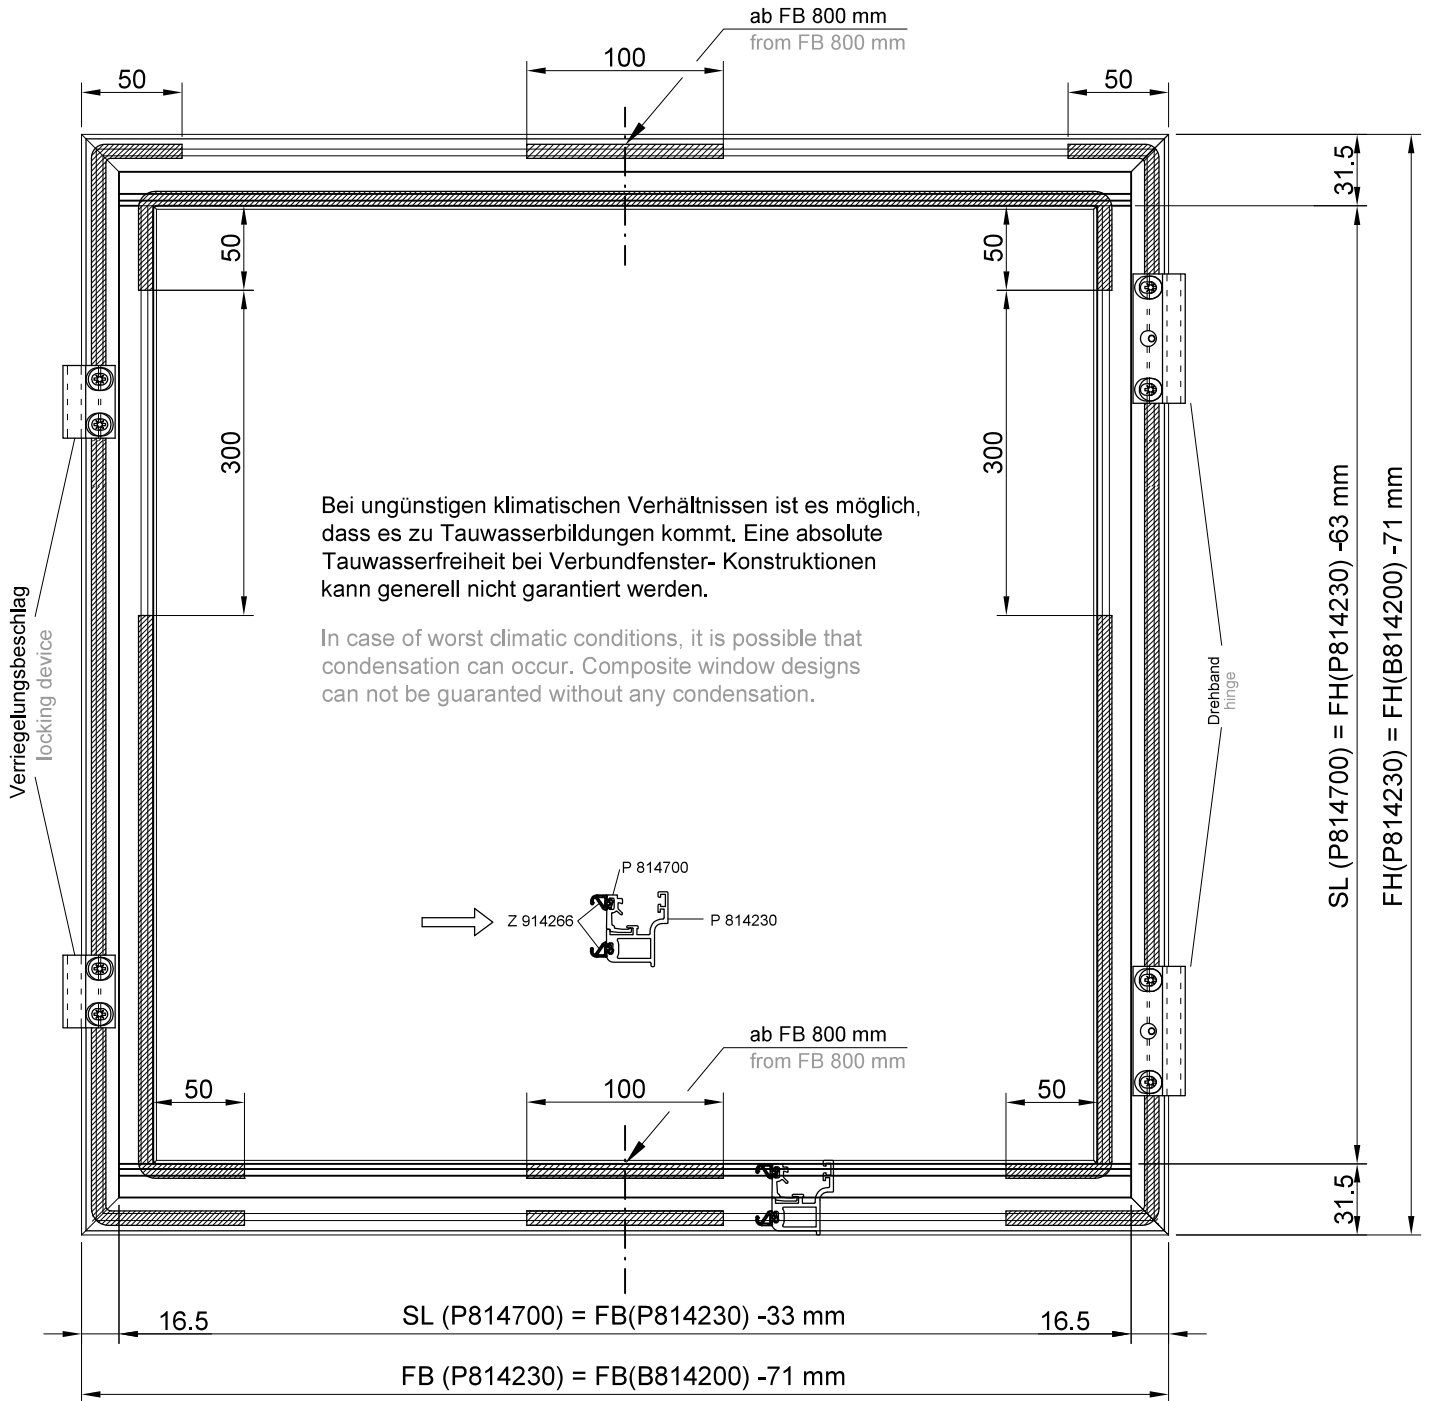 ab FB 800 mm
from FB 800 mm
50
100
50
31.5
50
50
300
300
Bei ungünstigen klimatischen Verhältnissen ist es möglich,
dass es zu Tauwasserbildungen kommt. Eine absolute
Tauwasserfreiheit bei Verbundfenster- Konstruktionen
kann generell nicht garantiert werden.
In case of worst climatic conditions, it is possible that
condensation can occur. Composite window designs
can not be guaranted without any condensation.
Verriegelungsbeschlag
locking device
Drehband
hinge
SL (P814700) = FH(P814230) -63 mm
FH(P814230) = FH(B814200) -71 mm
P 814700
Z 914266
P 814230
ab FB 800 mm
from FB 800 mm
50
100
50
31.5
16.5
SL (P814700) = FB(P814230) -33 mm
16.5
FB (P814230) = FB(B814200) -71 mm